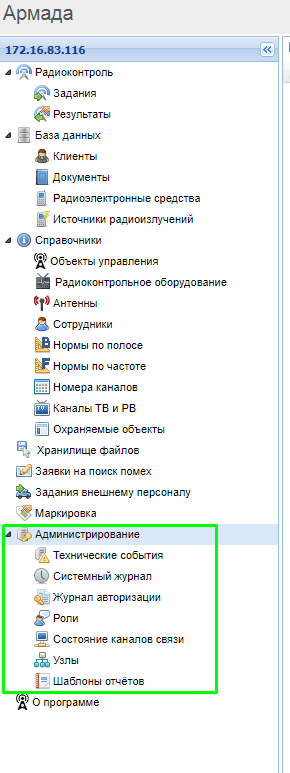 Армада
172.16.83.116
Радиоконтроль
Задания
Результаты
База данных
Клиенты
Документы
Радиоэлектронные средства
Источники радиоизлучений
Справочники
Объекты управления
Радиоконтрольное оборудование
Антенны
Сотрудники
Нормы по полосе
Нормы по частоте
Номера каналов
Каналы ТВ и РВ
Охраняемые объекты
Хранилище файлов
Заявки на поиск помех
Задания внешнему персоналу
Маркировка
Администрирование
Технические события
Системный журнал
Журнал авторизации
Роли
Состояние каналов связи
Узлы
Шаблоны отчётов
О программе